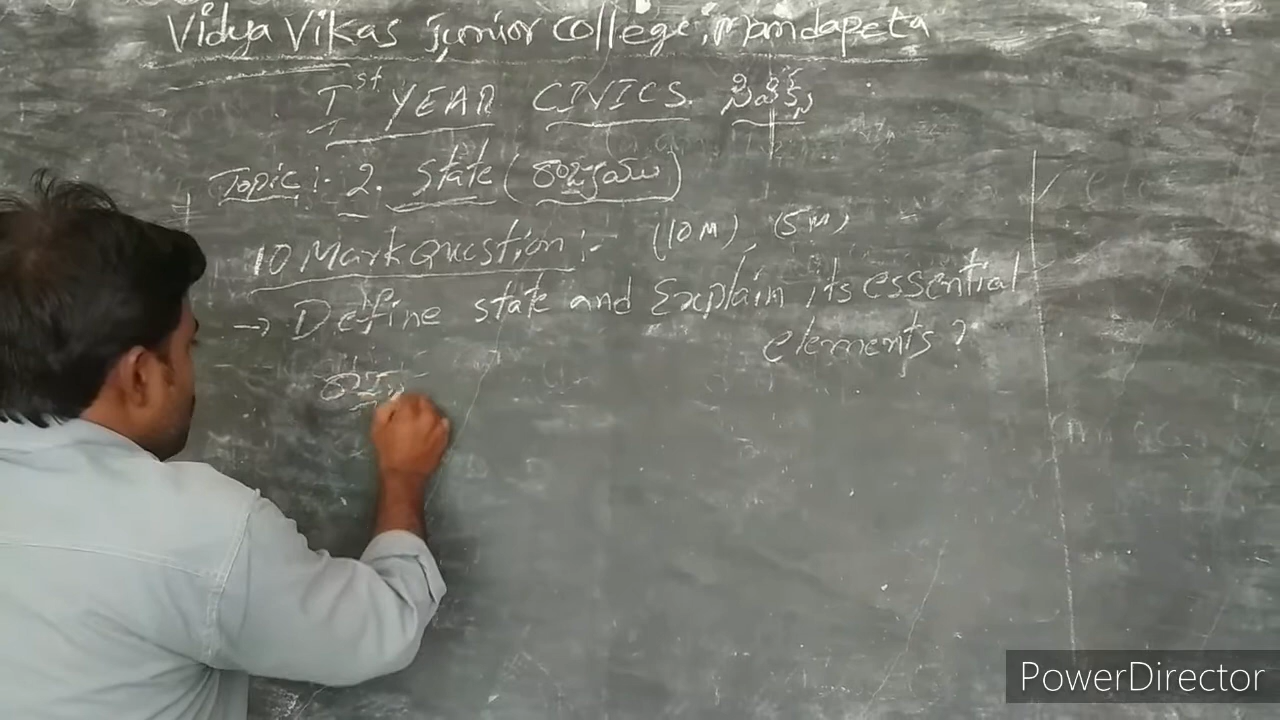 Vidya Vikas junior college, Mandapeta
Ist YEAR CIVICS. సివిక్స్
Topic :- 2. State (రాజ్యము)
10 Mark Question :- (10M), (5M)
→ Define state and Explain its essential
elements?
PowerDirector